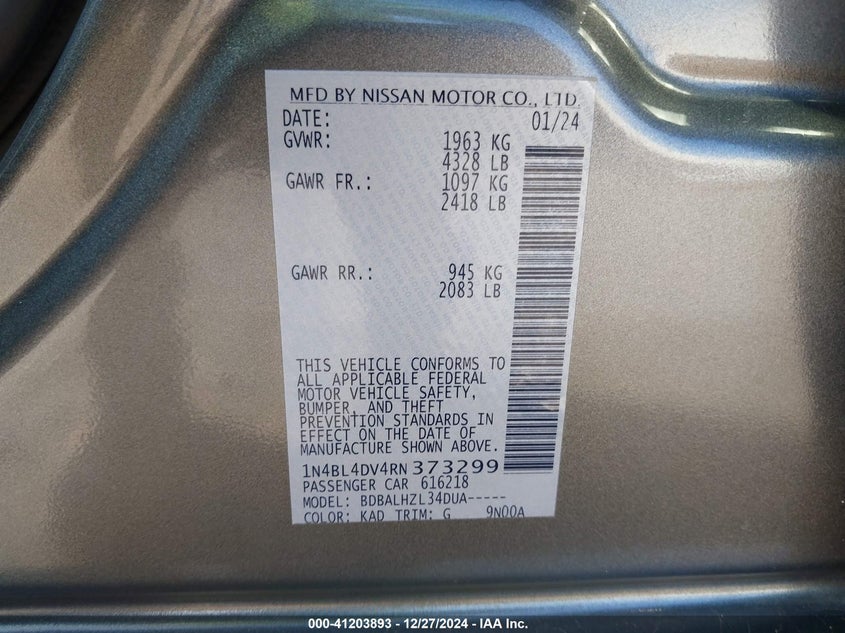 MFD BY NISSAN MOTOR CO., LTD.
DATE: 01/24
GVWR: 1963 KG
4328 LB
GAWR FR.: 1097 KG
2418 LB
GAWR RR.: 945 KG
2083 LB
THIS VEHICLE CONFORMS TO
ALL APPLICABLE FEDERAL
MOTOR VEHICLE SAFETY,
BUMPER, AND THEFT
PREVENTION STANDARDS IN
EFFECT ON THE DATE OF
MANUFACTURE SHOWN ABOVE.
1N4BL4DV4RN373299
PASSENGER CAR 616218
MODEL: BDBALHZL34DUA-----
COLOR: KAD TRIM: G 9N00A
000-41203893 - 12/27/2024 - IAA Inc.